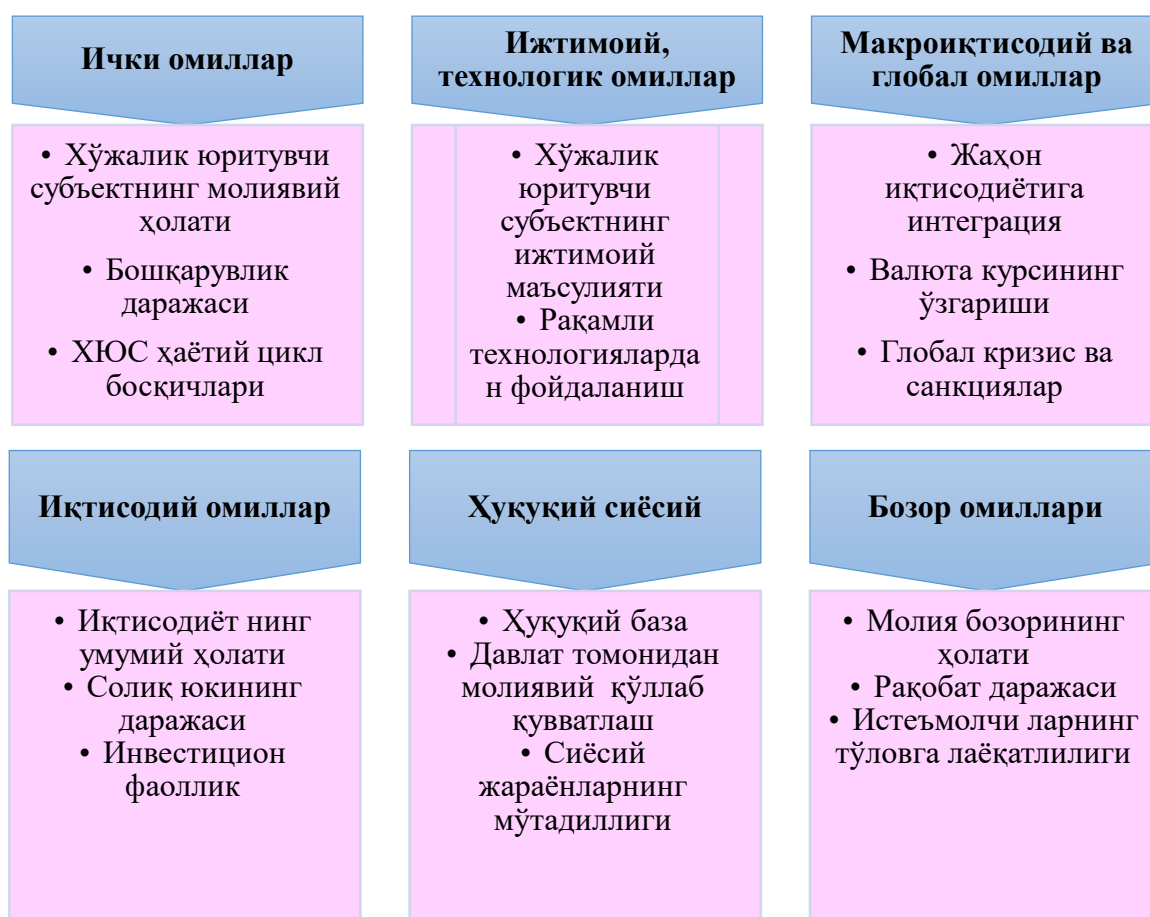 Ички омиллар
• Хўжалик юритувчи
субъектнинг молиявий
ҳолати
• Бошқарувлик
даражаси
• ХЮС ҳаётий цикл
босқичлари
Ижтимоий,
технологик омиллар
• Хўжалик
юритувчи
субъектнинг
ижтимоий
маъсулияти
• Рақамли
технологияларда
н фойдаланиш
Макроиқтисодий ва
глобал омиллар
• Жаҳон
иқтисодиётига
интеграция
• Валюта курсининг
ўзгариши
• Глобал кризис ва
санкциялар
Иқтисодий омиллар
• Иқтисодиёт нинг
умумий ҳолати
• Солиқ юкининг
даражаси
• Инвестицион
фаоллик
Ҳуқуқий сиёсий
• Ҳуқуқий база
• Давлат томонидан
молиявий қўллаб
қувватлаш
• Сиёсий
жараёнларнинг
мўтадиллиги
Бозор омиллари
• Молия бозорининг
ҳолати
• Рақобат даражаси
• Истеъмолчи ларнинг
тўловга лаёқатлилиги